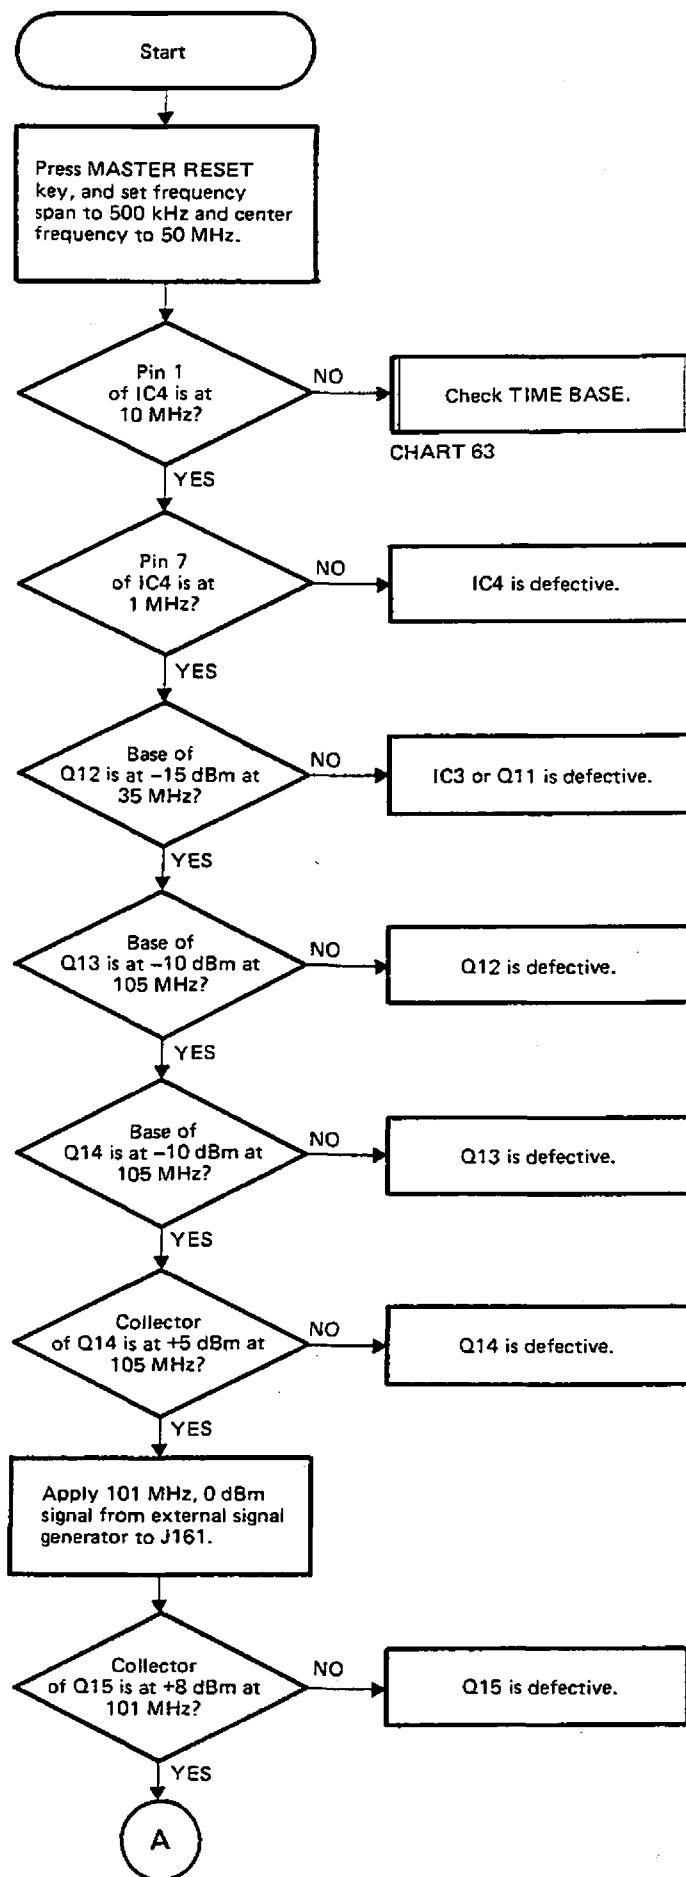 Start
Press MASTER RESET
key, and set frequency
span to 500 kHz and center
frequency to 50 MHz.
Pin 1
of IC4 is at
10 MHz?
NO
Check TIME BASE.
CHART 63
YES
Pin 7
of IC4 is at
1 MHz?
NO
IC4 is defective.
YES
Base of
Q12 is at –15 dBm at
35 MHz?
NO
IC3 or Q11 is defective.
YES
Base of
Q13 is at –10 dBm at
105 MHz?
NO
Q12 is defective.
YES
Base of
Q14 is at –10 dBm at
105 MHz?
NO
Q13 is defective.
YES
Collector
of Q14 is at +5 dBm at
105 MHz?
NO
Q14 is defective.
YES
Apply 101 MHz, 0 dBm
signal from external signal
generator to J161.
Collector
of Q15 is at +8 dBm at
101 MHz?
NO
Q15 is defective.
YES
A